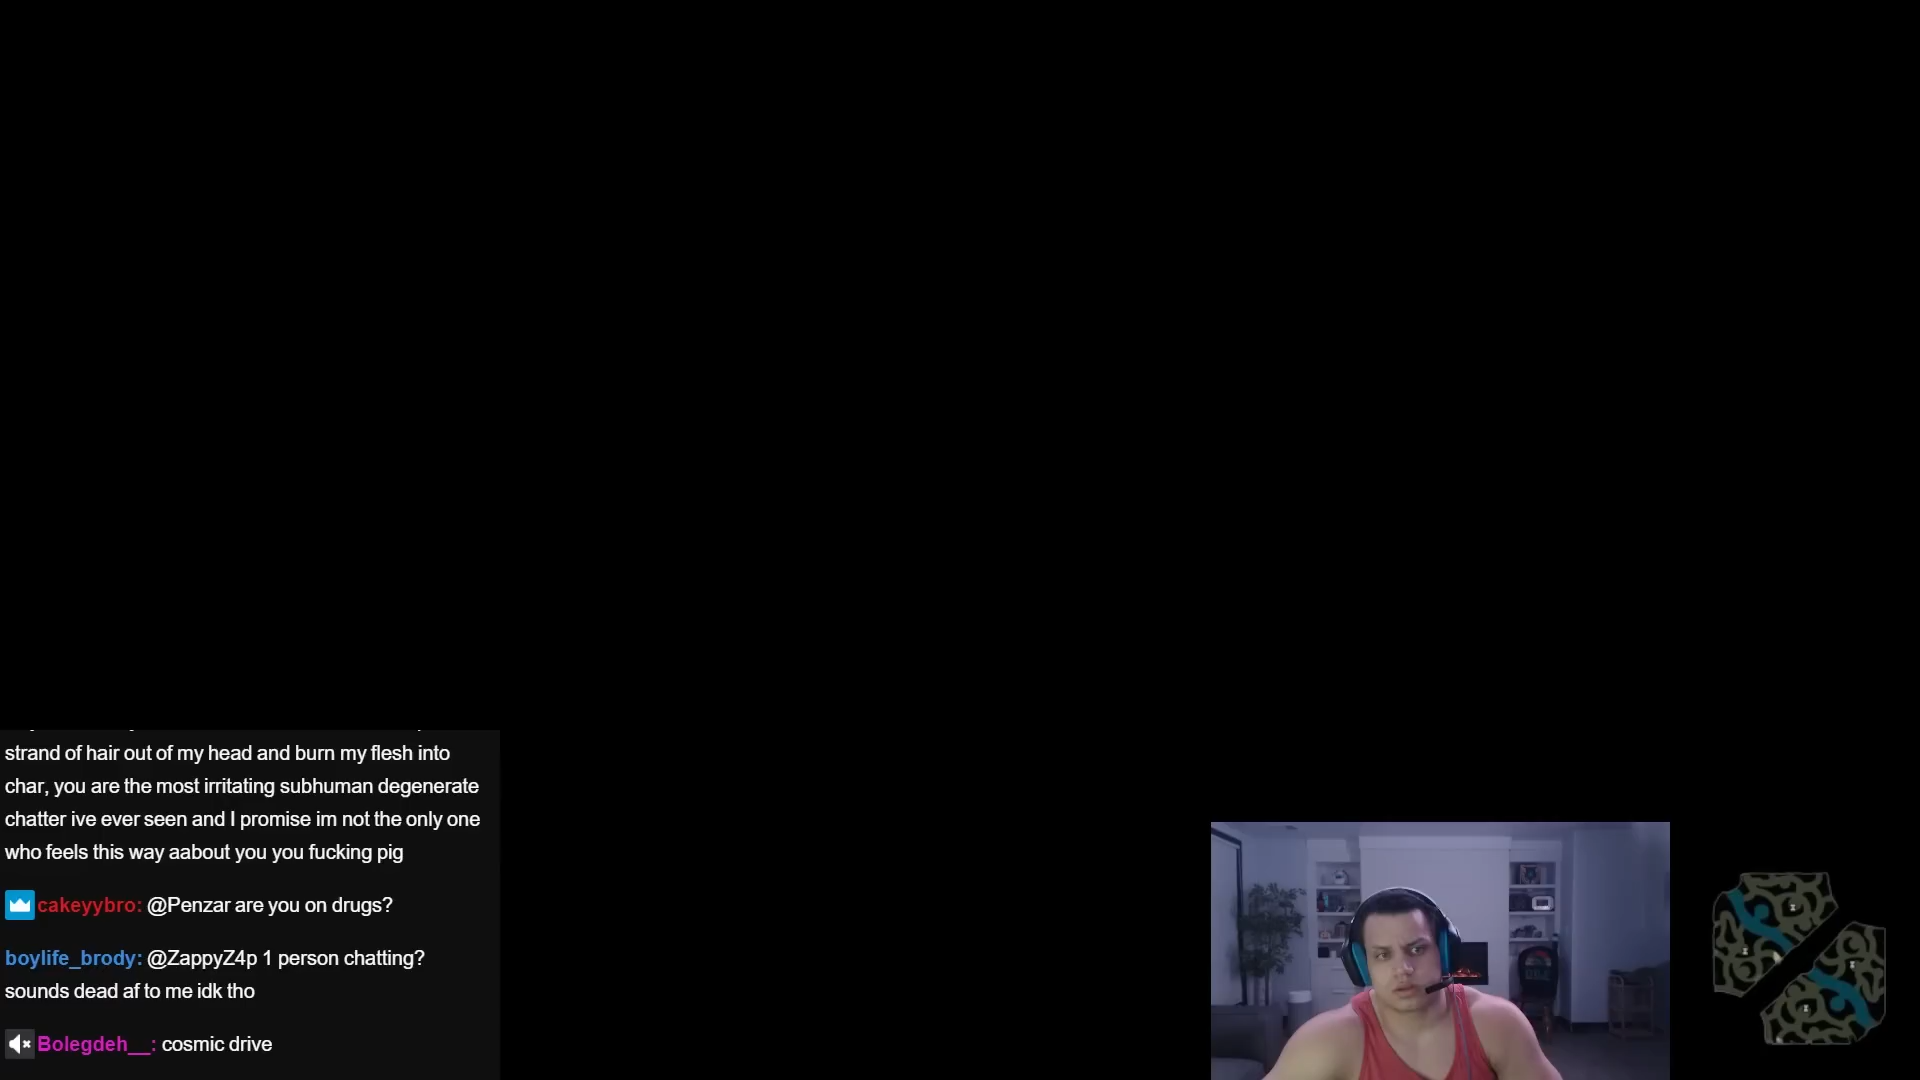 strand of hair out of my head and burn my flesh into
char, you are the most irritating subhuman degenerate
chatter ive ever seen and I promise im not the only one
who feels this way aabout you you fucking pig
cakeyybro: @Penzar are you on drugs?
boylife_brody: @ZappyZ4p 1 person chatting?
sounds dead af to me idk tho
Bolegdeh__: cosmic drive